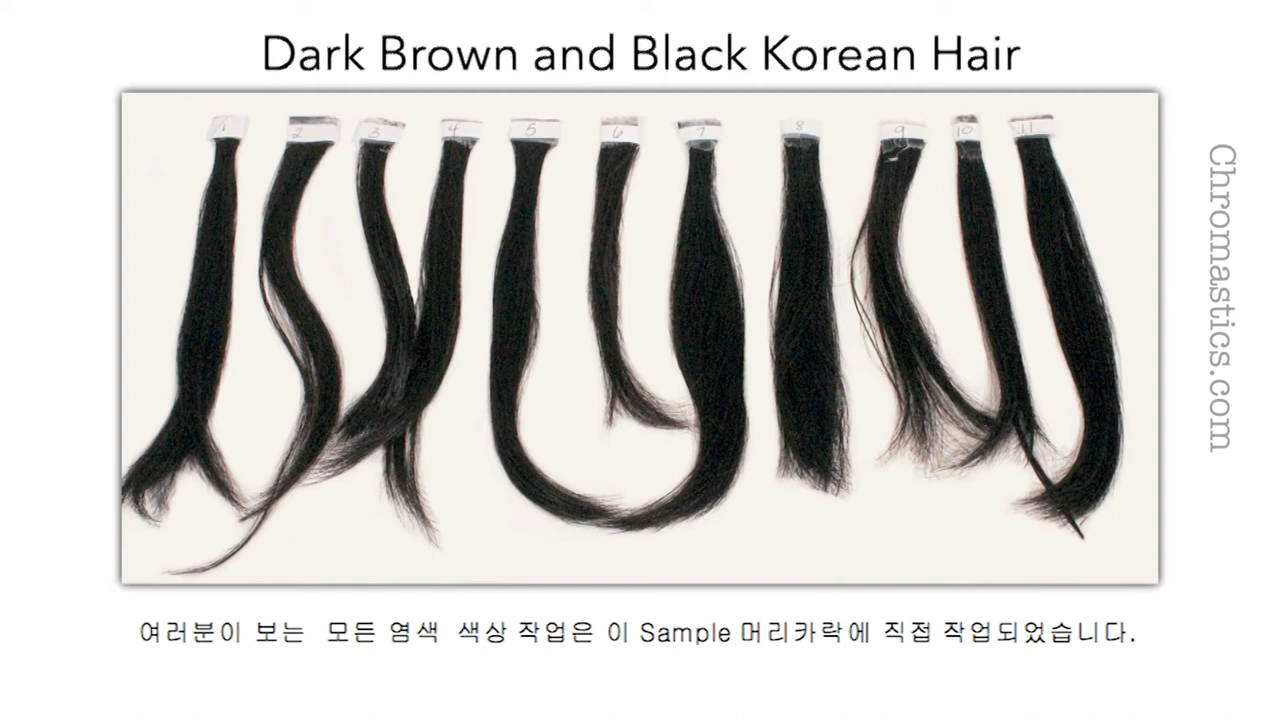 Dark Brown and Black Korean Hair
1 2 3 4 5 6 7 8 9 10 11
Chromastics.com
여러분이 보는 모든 염색 색상 작업은 이 Sample 머리카락에 직접 작업되었습니다.